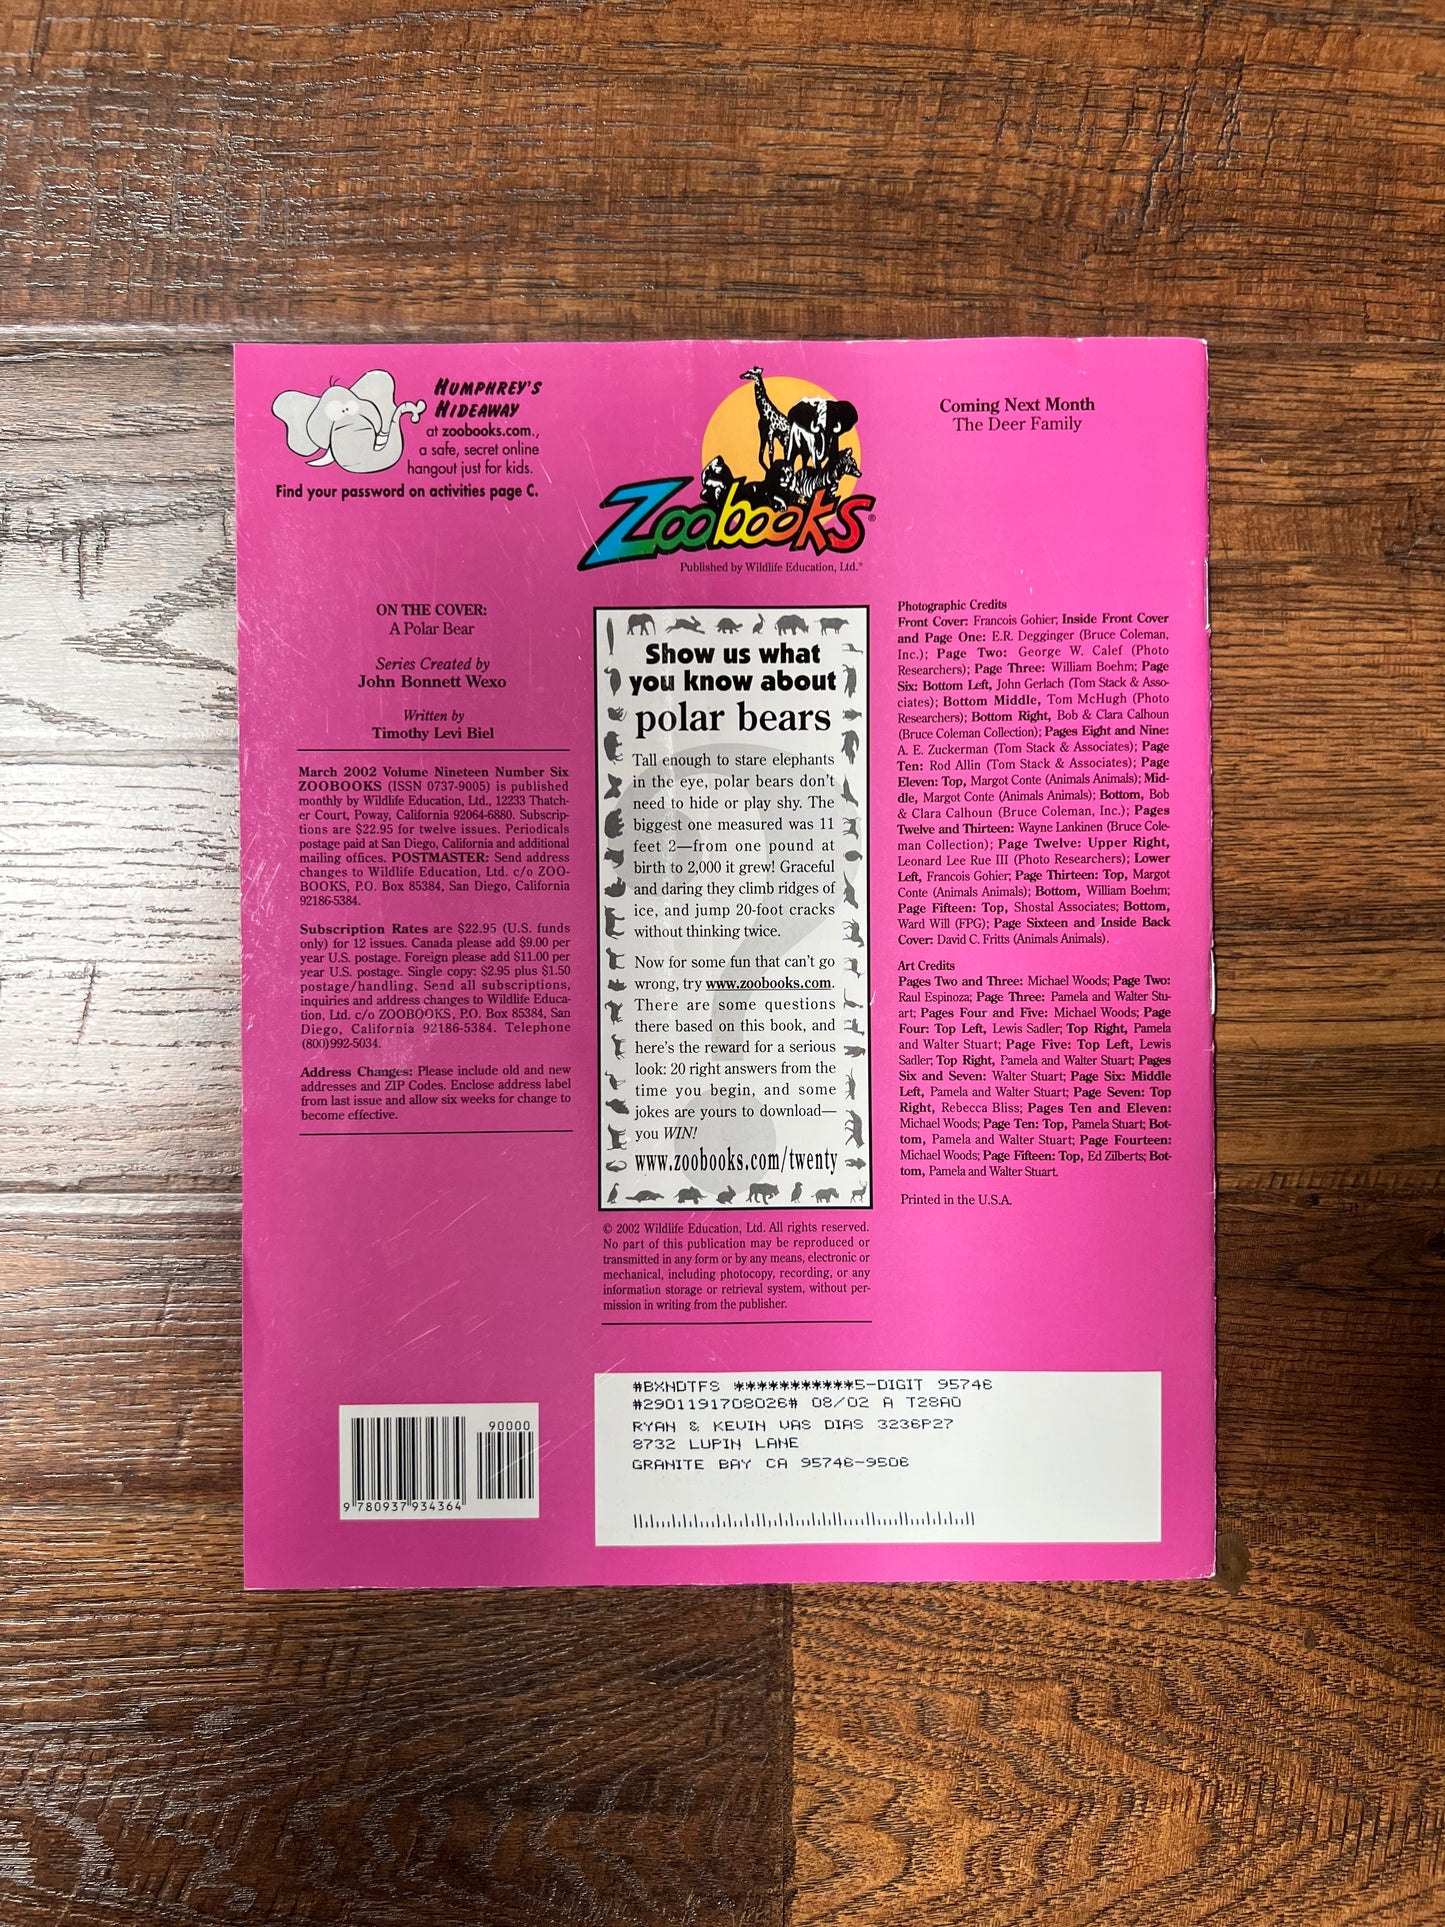 HUMPHREY'S
HIDEAWAY
at zoobooks.com.,
a safe, secret online
hangout just for kids.
Find your password on activities page C.
Zoobooks®
Published by Wildlife Education, Ltd.®
Coming Next Month
The Deer Family
ON THE COVER:
A Polar Bear
Series Created by
John Bonnett Wexo
Written by
Timothy Levi Biel
March 2002 Volume Nineteen Number Six
ZOOBOOKS (ISSN 0737-9005) is published
monthly by Wildlife Education, Ltd., 12233 Thatch-
er Court, Poway, California 92064-6880. Subscrip-
tions are $22.95 for twelve issues. Periodicals
postage paid at San Diego, California and additional
mailing offices. POSTMASTER: Send address
changes to Wildlife Education, Ltd. c/o ZOO-
BOOKS, P.O. Box 85384, San Diego, California
92186-5384.
Subscription Rates are $22.95 (U.S. funds
only) for 12 issues. Canada please add $9.00 per
year U.S. postage. Foreign please add $11.00 per
year U.S. postage. Single copy: $2.95 plus $1.50
postage/handling. Send all subscriptions,
inquiries and address changes to Wildlife Educa-
tion, Ltd. c/o ZOOBOOKS, P.O. Box 85384, San
Diego, California 92186-5384. Telephone
(800)992-5034.
Address Changes: Please include old and new
addresses and ZIP Codes. Enclose address label
from last issue and allow six weeks for change to
become effective.
Show us what
you know about
polar bears
Tall enough to stare elephants
in the eye, polar bears don't
need to hide or play shy. The
biggest one measured was 11
feet 2—from one pound at
birth to 2,000 it grew! Graceful
and daring they climb ridges of
ice, and jump 20-foot cracks
without thinking twice.
Now for some fun that can't go
wrong, try www.zoobooks.com.
There are some questions
there based on this book, and
here's the reward for a serious
look: 20 right answers from the
time you begin, and some
jokes are yours to download—
you WIN!
www.zoobooks.com/twenty
© 2002 Wildlife Education, Ltd. All rights reserved.
No part of this publication may be reproduced or
transmitted in any form or by any means, electronic or
mechanical, including photocopy, recording, or any
information storage or retrieval system, without per-
mission in writing from the publisher.
Photographic Credits
Front Cover: Francois Gohier; Inside Front Cover
and Page One: E.R. Degginger (Bruce Coleman,
Inc.); Page Two: George W. Calef (Photo
Researchers); Page Three: William Boehm; Page
Six: Bottom Left, John Gerlach (Tom Stack & Asso-
ciates); Bottom Middle, Tom McHugh (Photo
Researchers); Bottom Right, Bob & Clara Calhoun
(Bruce Coleman Collection); Pages Eight and Nine:
A. E. Zuckerman (Tom Stack & Associates); Page
Ten: Rod Allin (Tom Stack & Associates); Page
Eleven: Top, Margot Conte (Animals Animals); Mid-
dle, Margot Conte (Animals Animals); Bottom, Bob
& Clara Calhoun (Bruce Coleman, Inc.); Pages
Twelve and Thirteen: Wayne Lankinen (Bruce Cole-
man Collection); Page Twelve: Upper Right,
Leonard Lee Rue III (Photo Researchers); Lower
Left, Francois Gohier; Page Thirteen: Top, Margot
Conte (Animals Animals); Bottom, William Boehm;
Page Fifteen: Top, Shostal Associates; Bottom,
Ward Will (FPG); Page Sixteen and Inside Back
Cover: David C. Fritts (Animals Animals).
Art Credits
Pages Two and Three: Michael Woods; Page Two:
Raul Espinoza; Page Three: Pamela and Walter Stu-
art; Pages Four and Five: Michael Woods; Page
Four: Top Left, Lewis Sadler; Top Right, Pamela
and Walter Stuart; Page Five: Top Left, Lewis
Sadler; Top Right, Pamela and Walter Stuart; Pages
Six and Seven: Walter Stuart; Page Six: Middle
Left, Pamela and Walter Stuart; Page Seven: Top
Right, Rebecca Bliss; Pages Ten and Eleven:
Michael Woods; Page Ten: Top, Pamela Stuart; Bot-
tom, Pamela and Walter Stuart; Page Fourteen:
Michael Woods; Page Fifteen: Top, Ed Zilberts; Bot-
tom, Pamela and Walter Stuart.
Printed in the U.S.A.
90000
9 780937 934364
#BXNDTFS ***********5-DIGIT 95746
#2901191708026# 08/02 A T28A0
RYAN & KEVIN VAS DIAS 3236P27
8732 LUPIN LANE
GRANITE BAY CA 95746-9506